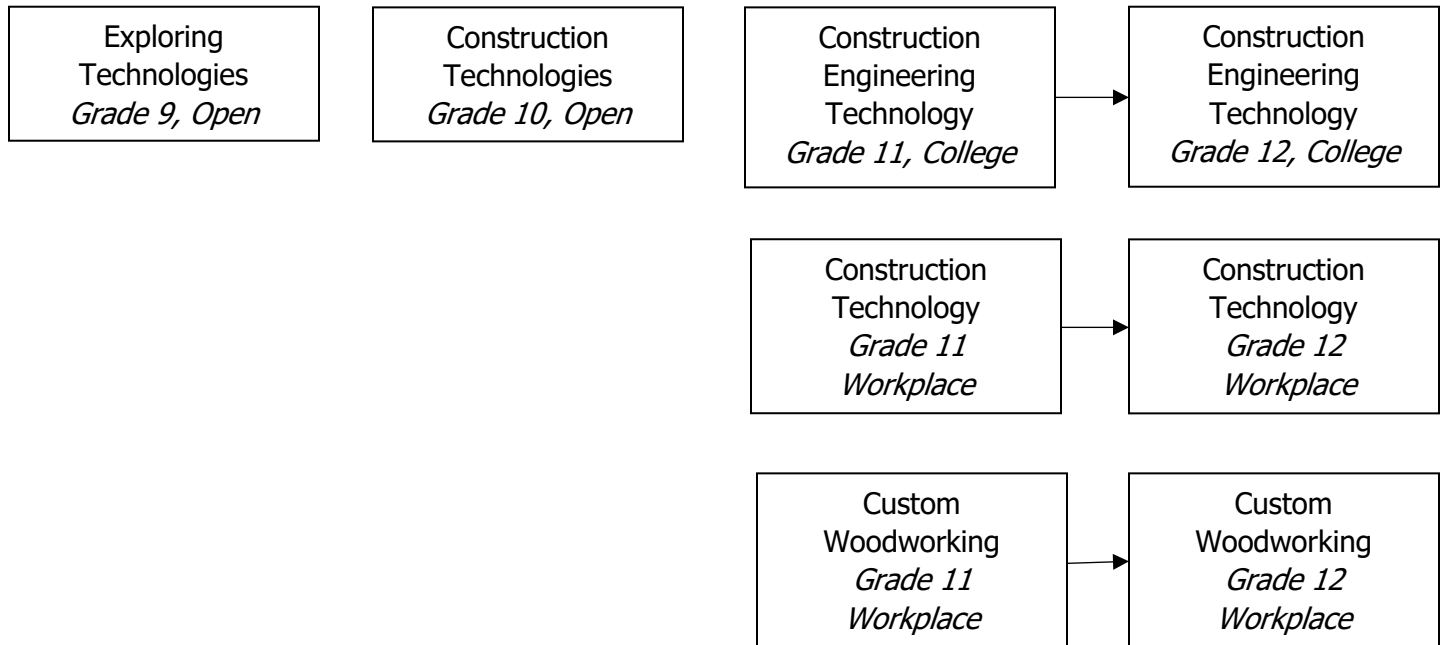 Exploring
Technologies
Grade 9, Open
Construction
Technologies
Grade 10, Open
Construction
Engineering
Technology
Grade 11, College
Construction
Engineering
Technology
Grade 12, College
Construction
Technology
Grade 11
Workplace
Construction
Technology
Grade 12
Workplace
Custom
Woodworking
Grade 11
Workplace
Custom
Woodworking
Grade 12
Workplace